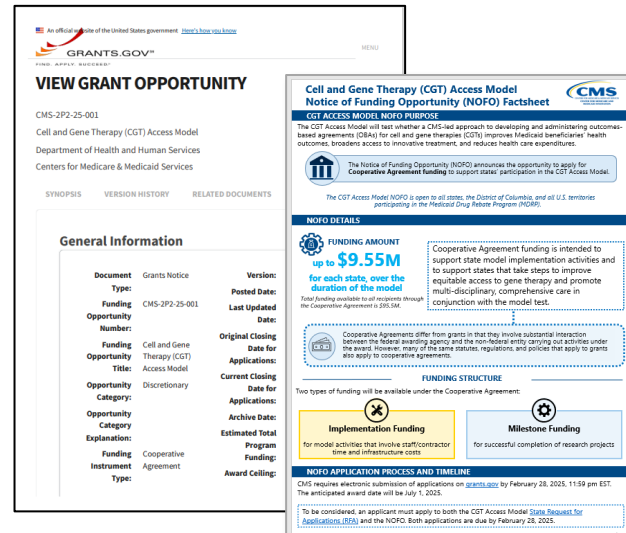 An official website of the United States government Here's how you know
GRANTS.GOV™
FIND. APPLY. SUCCEED.™
MENU
VIEW GRANT OPPORTUNITY
CMS-2P2-25-001
Cell and Gene Therapy (CGT) Access Model
Department of Health and Human Services
Centers for Medicare & Medicaid Services
SYNOPSIS VERSION HISTORY RELATED DOCUMENTS
General Information
Document Type: Grants Notice
Funding Opportunity Number: CMS-2P2-25-001
Funding Opportunity Title: Cell and Gene Therapy (CGT) Access Model
Opportunity Category: Discretionary
Opportunity Category Explanation:
Funding Instrument Type: Cooperative Agreement
Version:
Posted Date:
Last Updated Date:
Original Closing Date for Applications:
Current Closing Date for Applications:
Archive Date:
Estimated Total Program Funding:
Award Ceiling:
Cell and Gene Therapy (CGT) Access Model
Notice of Funding Opportunity (NOFO) Factsheet
CMS
CGT ACCESS MODEL NOFO PURPOSE
The CGT Access Model will test whether a CMS-led approach to developing and administering outcomes-
based agreements (OBAs) for cell and gene therapies (CGTs) improves Medicaid beneficiaries' health
outcomes, broadens access to innovative treatment, and reduces health care expenditures.
The Notice of Funding Opportunity (NOFO) announces the opportunity to apply for
Cooperative Agreement funding to support states' participation in the CGT Access Model.
The CGT Access Model NOFO is open to all states, the District of Columbia, and all U.S. territories
participating in the Medicaid Drug Rebate Program (MDRP).
NOFO DETAILS
FUNDING AMOUNT
up to $9.55M
for each state, over the
duration of the model
Total funding available to all recipients through
the Cooperative Agreement is $95.5M.
Cooperative Agreement funding is intended to
support state model implementation activities and
to support states that take steps to improve
equitable access to gene therapy and promote
multi-disciplinary, comprehensive care in
conjunction with the model test.
Cooperative Agreements differ from grants in that they involve substantial interaction
between the federal awarding agency and the non-federal entity carrying out activities under
the award. However, many of the same statutes, regulations, and policies that apply to grants
also apply to cooperative agreements.
FUNDING STRUCTURE
Two types of funding will be available under the Cooperative Agreement:
Implementation Funding
for model activities that involve staff/contractor
time and infrastructure costs
Milestone Funding
for successful completion of research projects
NOFO APPLICATION PROCESS AND TIMELINE
CMS requires electronic submission of applications on grants.gov by February 28, 2025, 11:59 pm EST.
The anticipated award date will be July 1, 2025.
To be considered, an applicant must apply to both the CGT Access Model State Request for
Applications (RFA) and the NOFO. Both applications are due by February 28, 2025.